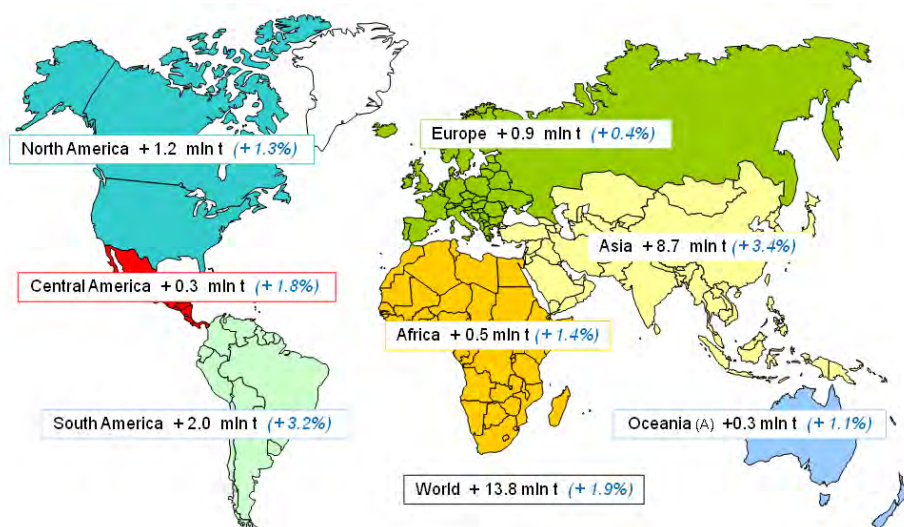 Europe + 0.9 mln t (+0.4%)
North America + 1.2 mln t (+1.3%)
Asia +8.7 mln t (+3.4%)
Central America + 0.3 mln t (+1.8%)
Africa + 0.5 mln t (+1.4%)
South America + 2.0 mln t (+3.2%)
Oceania (A) +0.3 mln t (+1.1%)
World + 13.8 mln t (+1.9%)